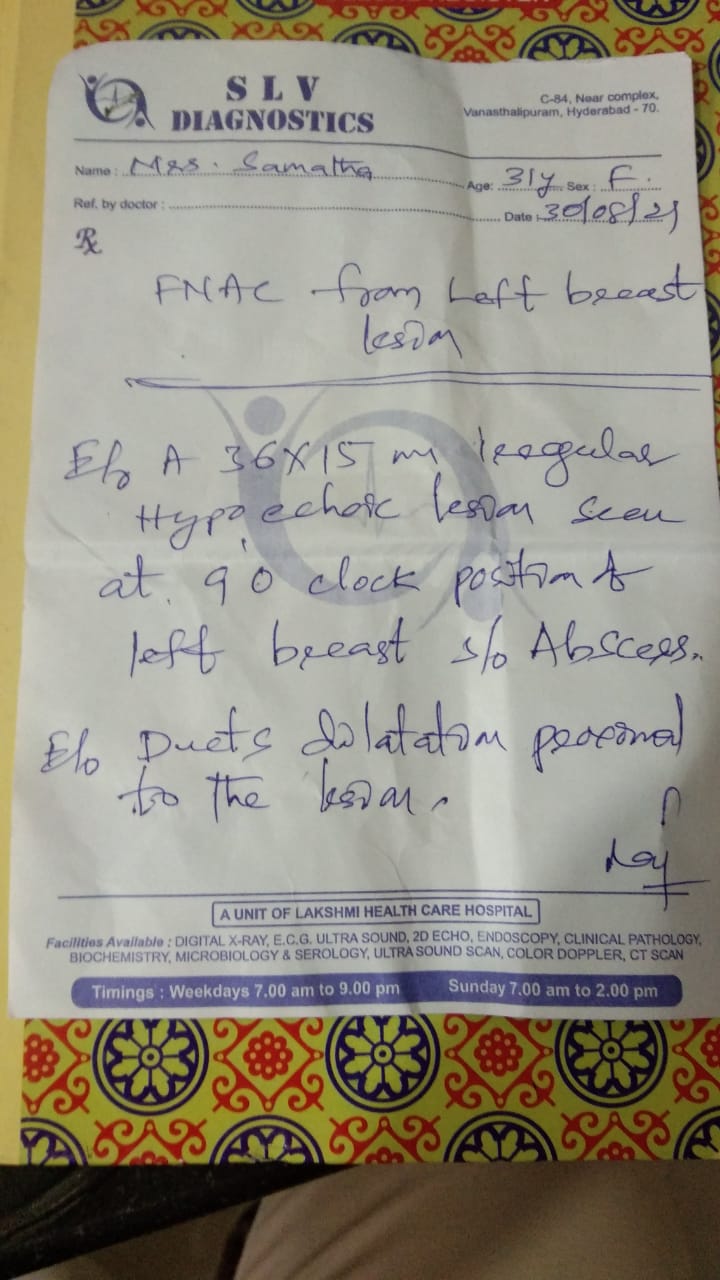 S L V
DIAGNOSTICS
C-84, Near complex,
Vanasthalipuram, Hyderabad - 70.
Name : Mrs. Samatha Age: 31y Sex : F.
Ref. by doctor : Date : 30/08/21
Rx
FNAC from Left breast
lesion
E/o A 36X15 m irregular
Hypoechoic lesion seen
at 9 O clock position of
left breast s/o Abscess.
E/o Ducts dilatation proximal
to the lesion.
A UNIT OF LAKSHMI HEALTH CARE HOSPITAL
Facilities Available : DIGITAL X-RAY, E.C.G. ULTRA SOUND, 2D ECHO, ENDOSCOPY, CLINICAL PATHOLOGY,
BIOCHEMISTRY, MICROBIOLOGY & SEROLOGY, ULTRA SOUND SCAN, COLOR DOPPLER, CT SCAN
Timings : Weekdays 7.00 am to 9.00 pm Sunday 7.00 am to 2.00 pm